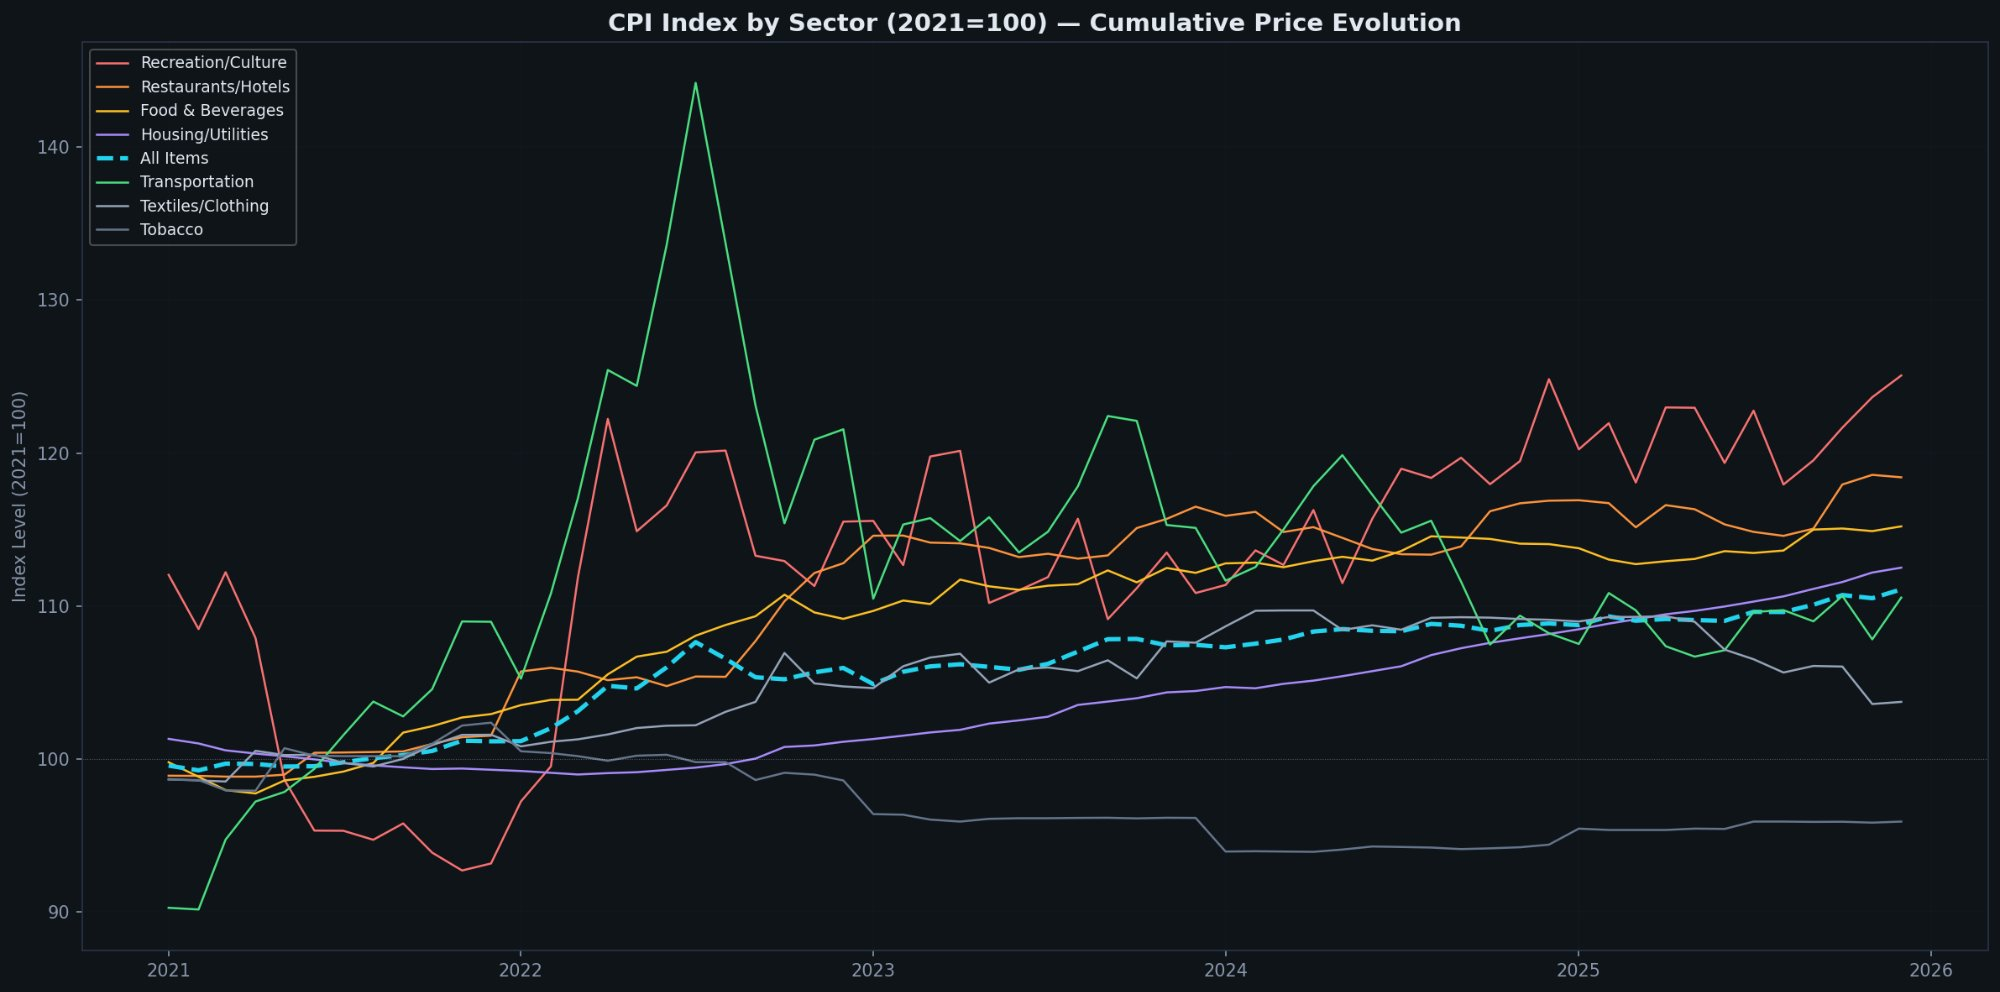 CPI Index by Sector (2021=100) — Cumulative Price Evolution
Recreation/Culture
Restaurants/Hotels
Food & Beverages
Housing/Utilities
All Items
Transportation
Textiles/Clothing
Tobacco
Index Level (2021=100)
140
130
120
110
100
90
2021
2022
2023
2024
2025
2026